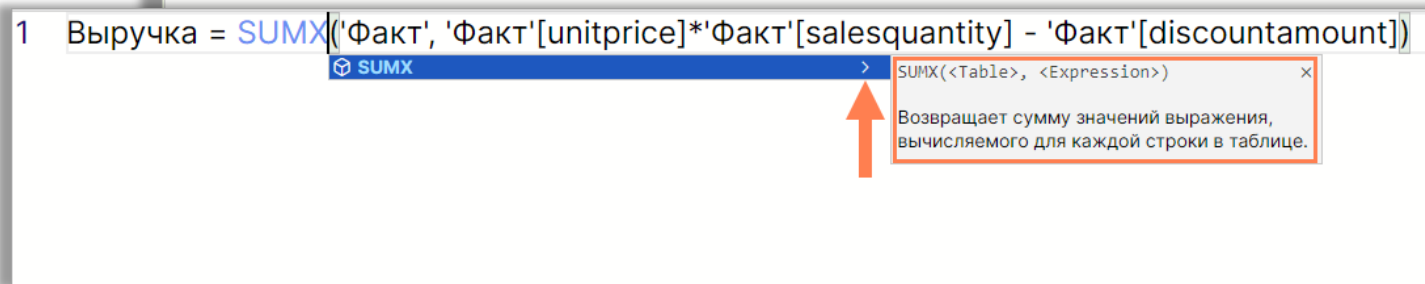 1 Выручка = SUMX('Факт', 'Факт'[unitprice]*'Факт'[salesquantity] - 'Факт'[discountamount])
SUMX
SUMX(<Table>, <Expression>)
Возвращает сумму значений выражения,
вычисляемого для каждой строки в таблице.